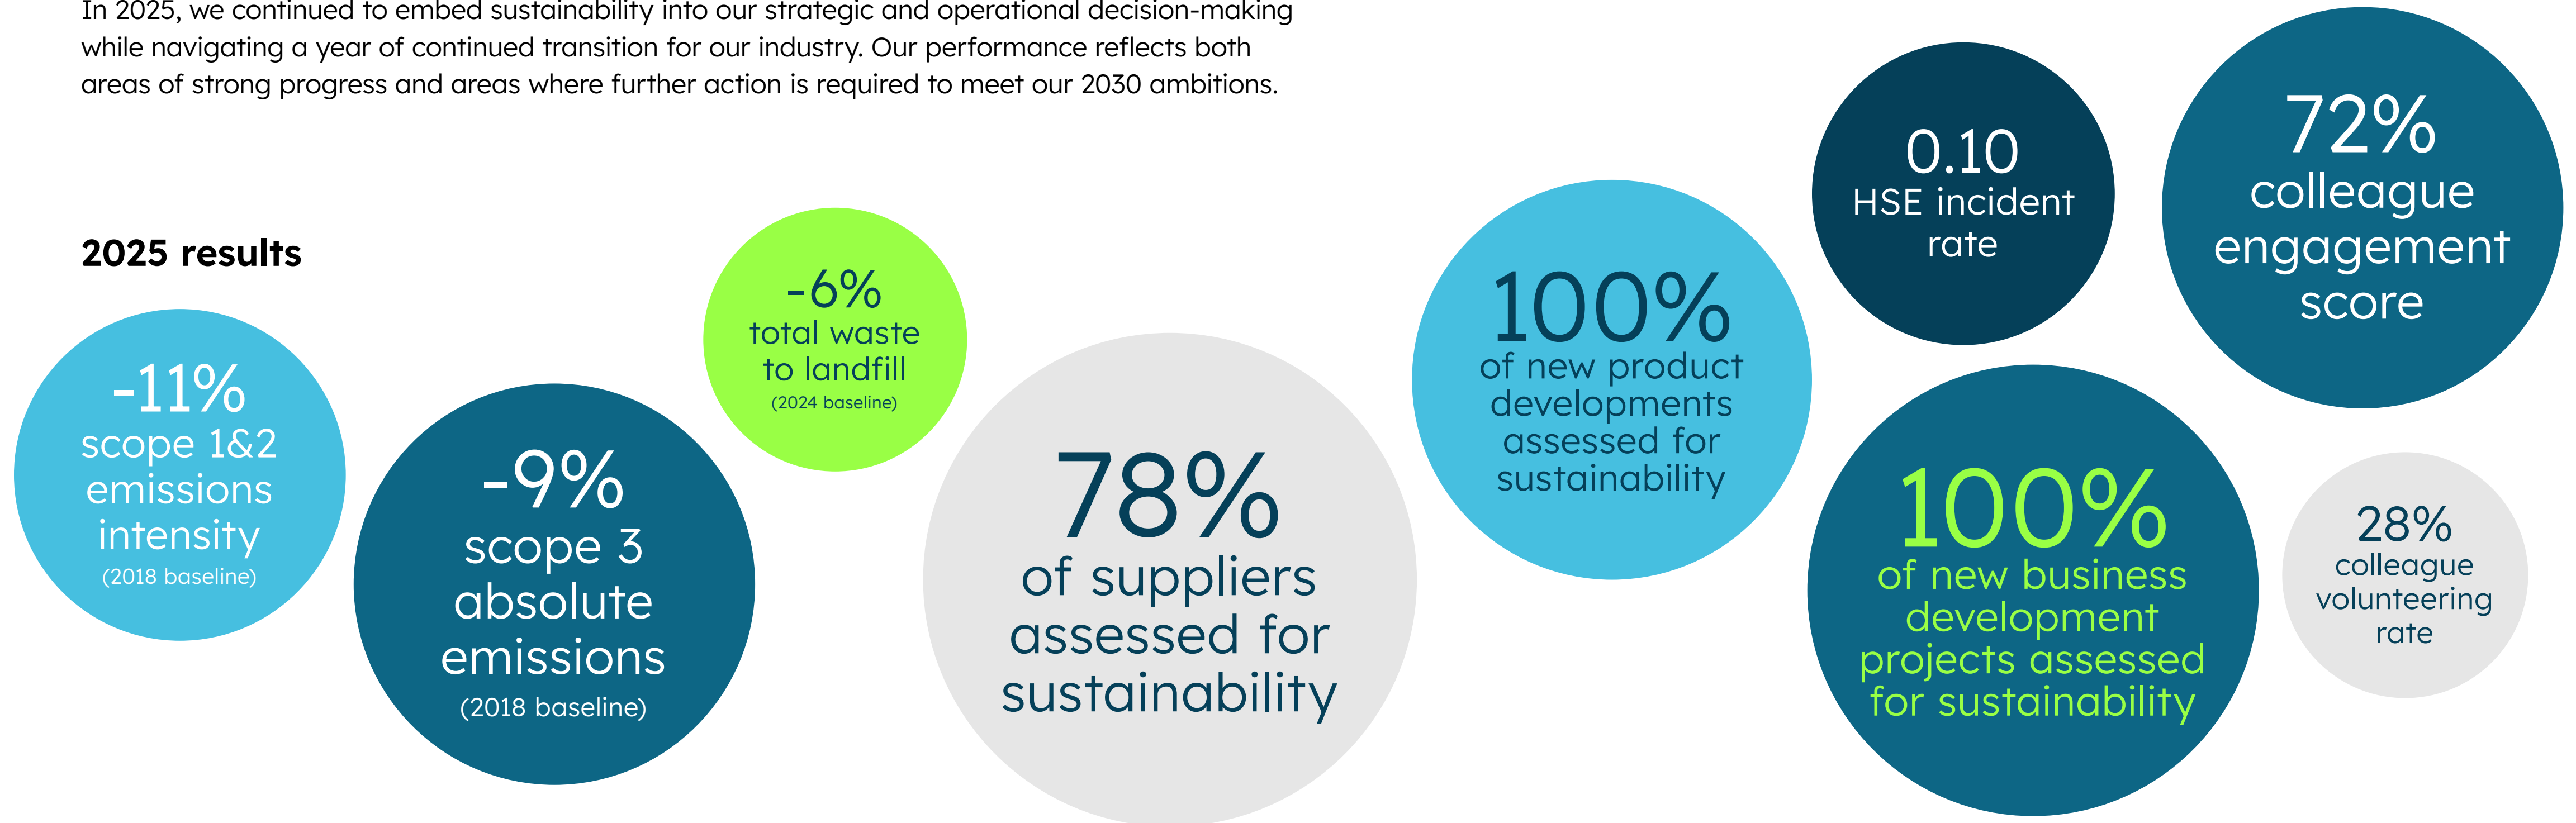 In 2025, we continued to embed sustainability into our strategic and operational decision-making
while navigating a year of continued transition for our industry. Our performance reflects both
areas of strong progress and areas where further action is required to meet our 2030 ambitions.
2025 results
-11%
scope 1&2
emissions
intensity
(2018 baseline)
-9%
scope 3
absolute
emissions
(2018 baseline)
-6%
total waste
to landfill
(2024 baseline)
78%
of suppliers
assessed for
sustainability
100%
of new product
developments
assessed for
sustainability
0.10
HSE incident
rate
100%
of new business
development
projects assessed
for sustainability
72%
colleague
engagement
score
28%
colleague
volunteering
rate